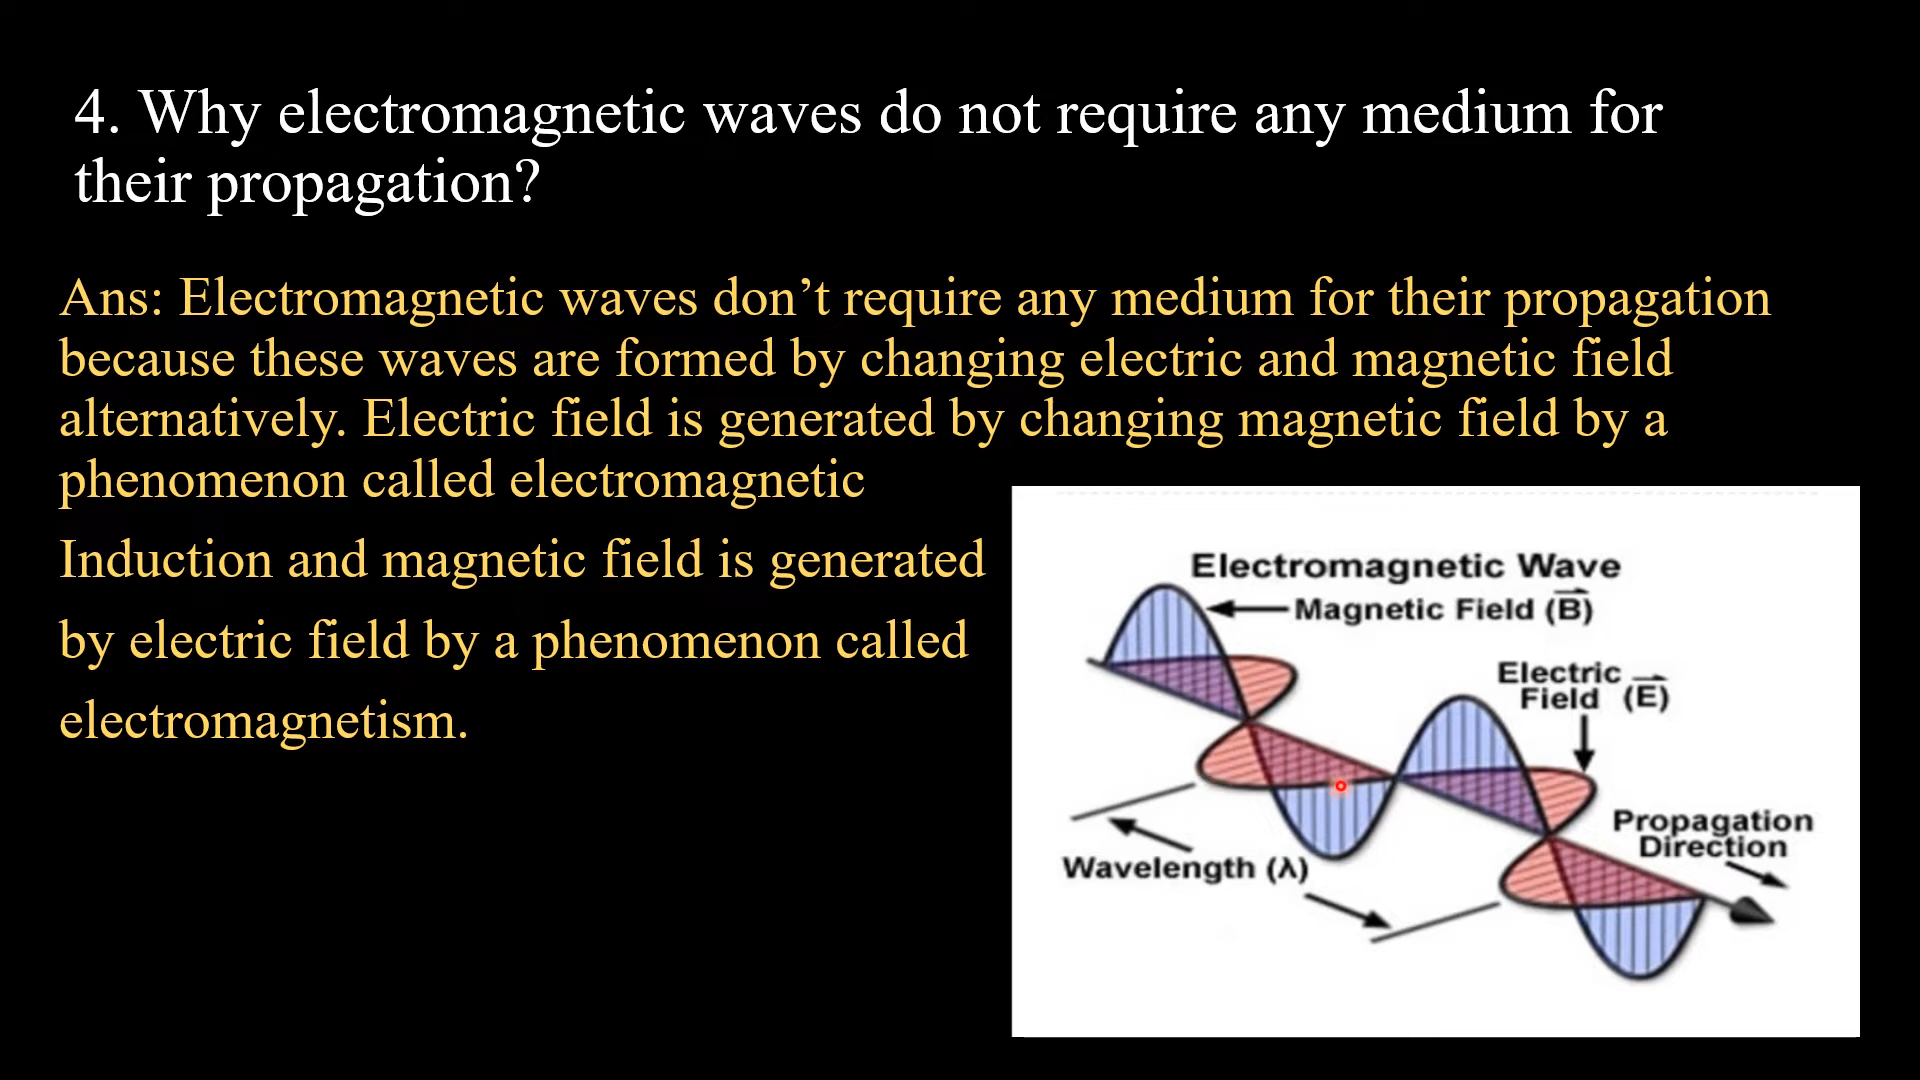 4. Why electromagnetic waves do not require any medium for
their propagation?
Ans: Electromagnetic waves don’t require any medium for their propagation
because these waves are formed by changing electric and magnetic field
alternatively. Electric field is generated by changing magnetic field by a
phenomenon called electromagnetic
Induction and magnetic field is generated
by electric field by a phenomenon called
electromagnetism.
Electromagnetic Wave
Magnetic Field (B⃗)
Electric
Field (E⃗)
Propagation
Direction
Wavelength (λ)